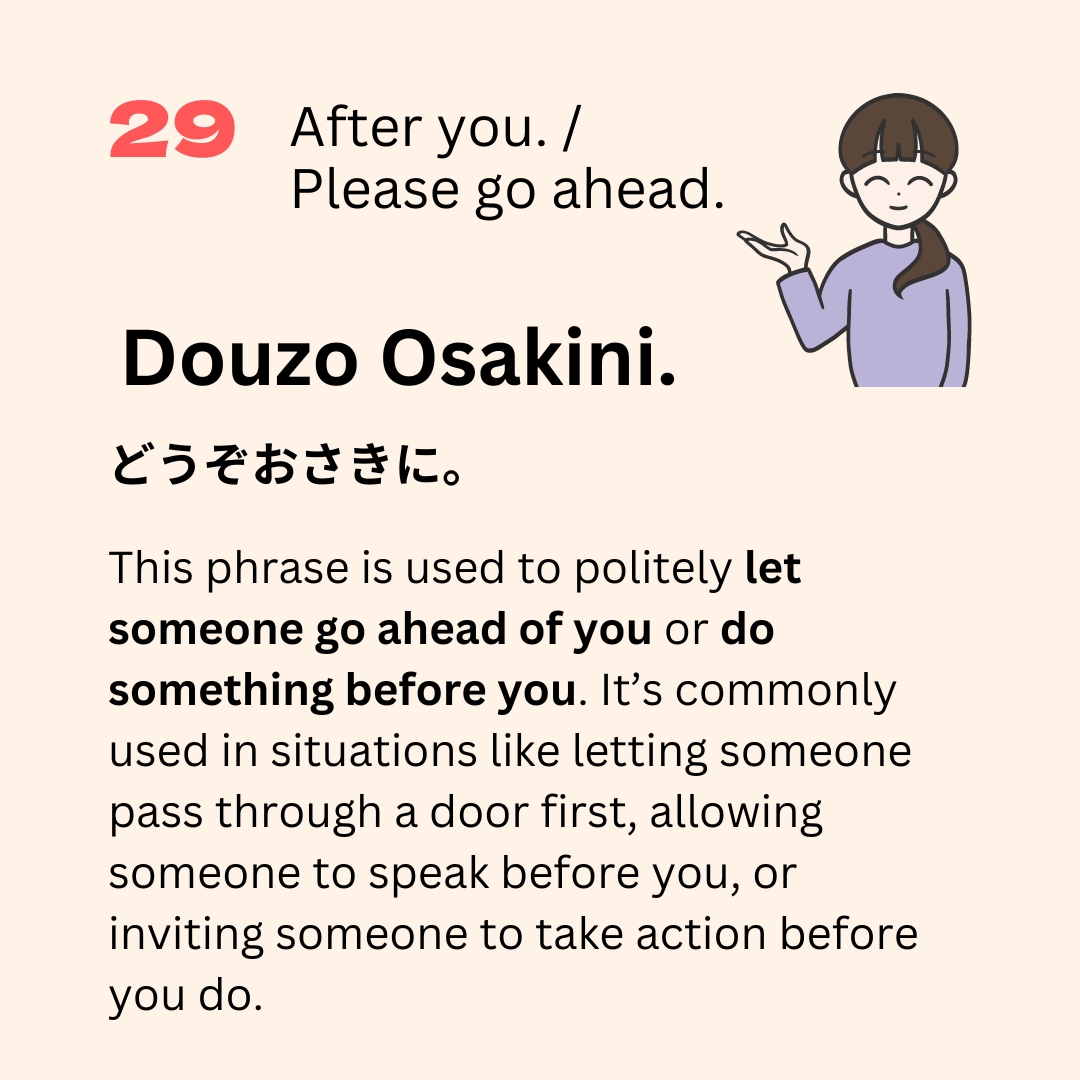 29
After you. /
Please go ahead.
Douzo Osakini.
どうぞおさきに。
This phrase is used to politely let
someone go ahead of you or do
something before you. It’s commonly
used in situations like letting someone
pass through a door first, allowing
someone to speak before you, or
inviting someone to take action before
you do.